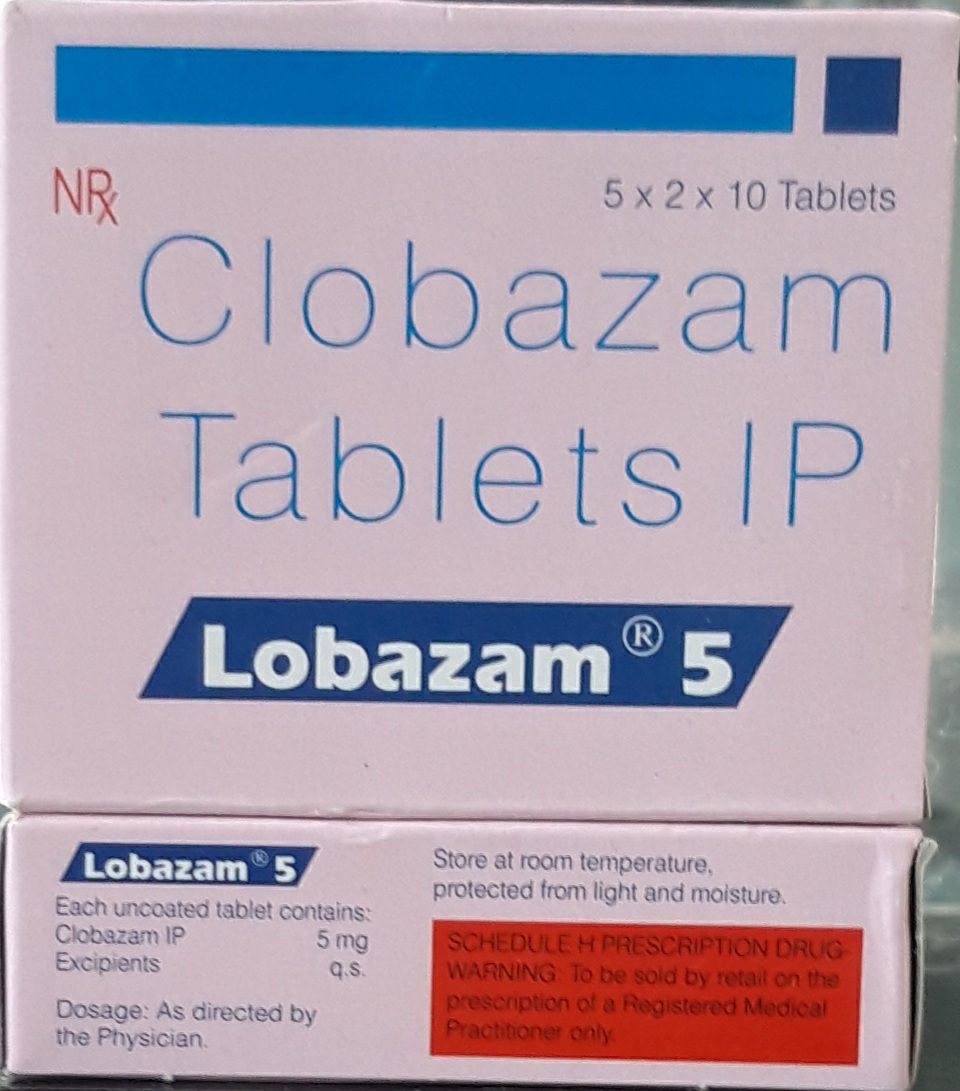 NRx
5 x 2 x 10 Tablets
Clobazam
Tablets IP
Lobazam® 5
Lobazam® 5
Each uncoated tablet contains:
Clobazam IP 5 mg
Excipients q.s.
Dosage: As directed by
the Physician.
Store at room temperature,
protected from light and moisture.
SCHEDULE H PRESCRIPTION DRUG-
WARNING: To be sold by retail on the
prescription of a Registered Medical
Practitioner only.